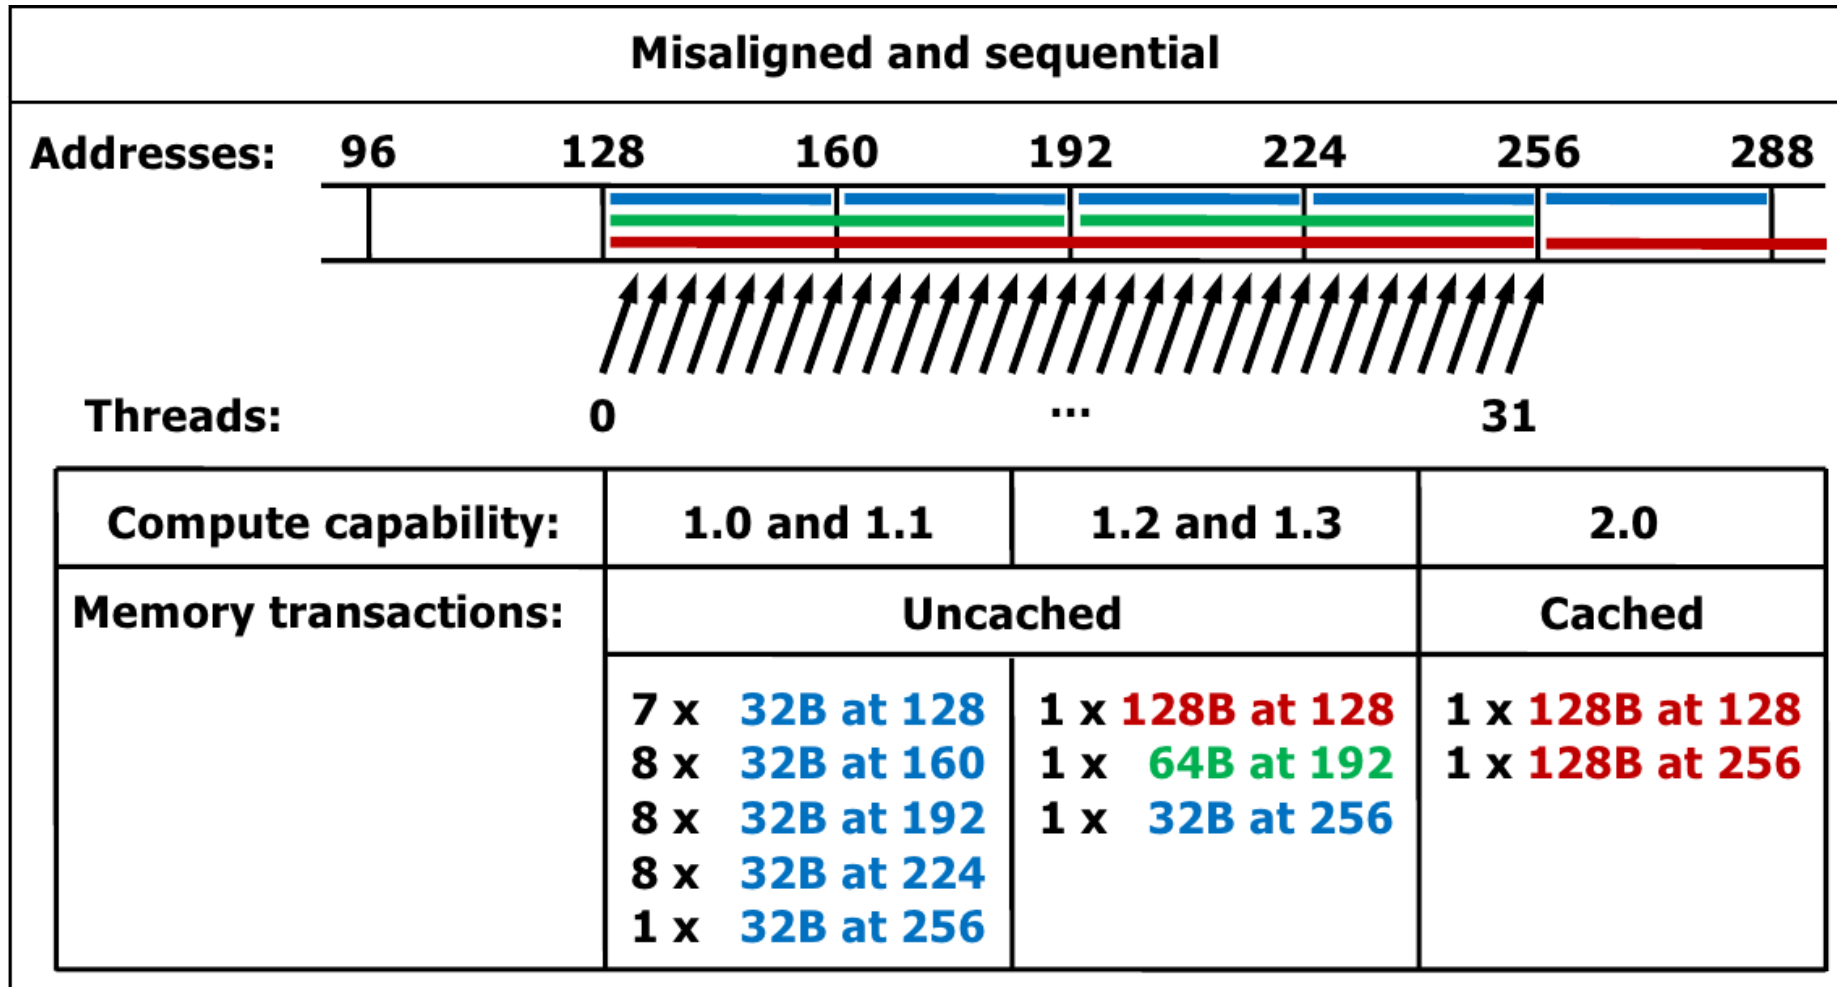 Misaligned and sequential
Addresses: 96 128 160 192 224 256 288
Threads: 0 ... 31
Compute capability: 1.0 and 1.1 1.2 and 1.3 2.0
Memory transactions: Uncached Cached
7 x 32B at 128 1 x 128B at 128 1 x 128B at 128
8 x 32B at 160 1 x 64B at 192 1 x 128B at 256
8 x 32B at 192 1 x 32B at 256
8 x 32B at 224
1 x 32B at 256